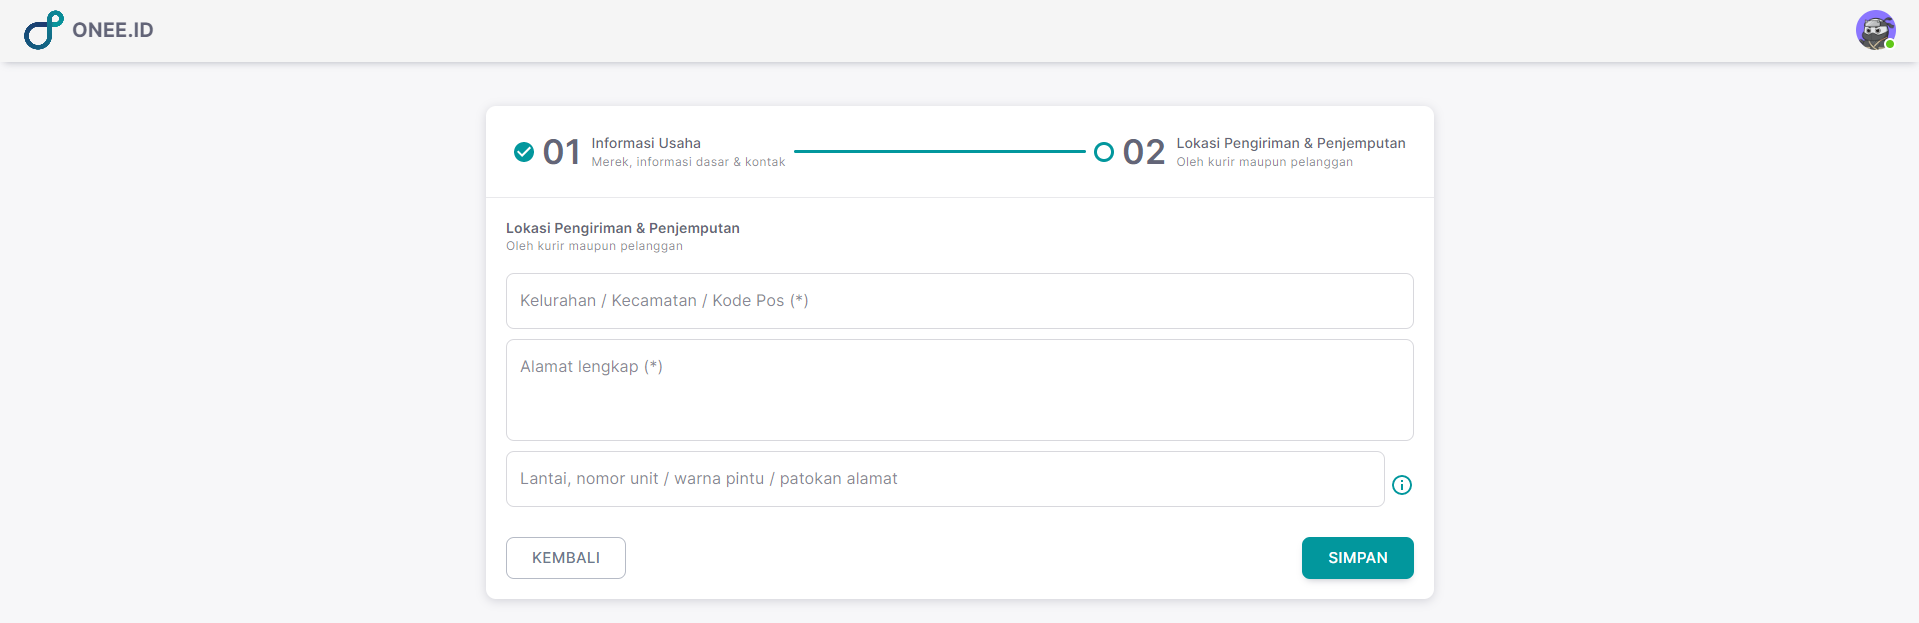 ONEE.ID
01
Informasi Usaha
Merek, informasi dasar & kontak
02
Lokasi Pengiriman & Penjemputan
Oleh kurir maupun pelanggan
Lokasi Pengiriman & Penjemputan
Oleh kurir maupun pelanggan
Kelurahan / Kecamatan / Kode Pos (*)
Alamat lengkap (*)
Lantai, nomor unit / warna pintu / patokan alamat
KEMBALI
SIMPAN